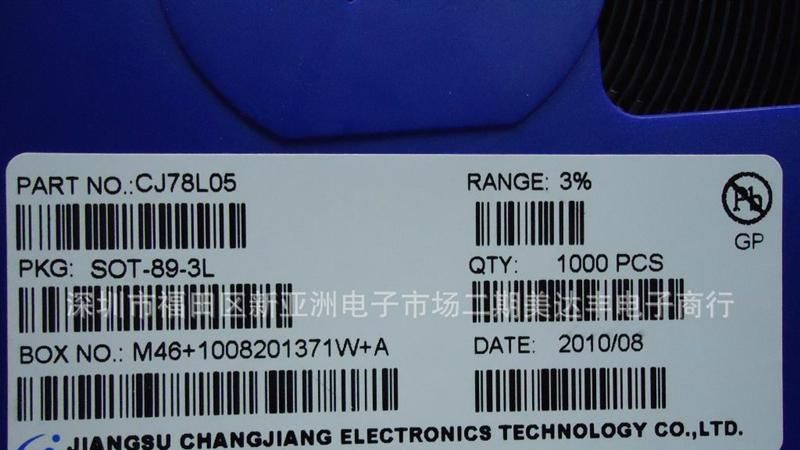 PART NO.:CJ78L05
RANGE: 3%
Pb
GP
PKG: SOT-89-3L
QTY: 1000 PCS
深圳市福田区新亚洲电子市场二期美达丰电子商行
BOX NO.: M46+1008201371W+A
DATE: 2010/08
JIANGSU CHANGJIANG ELECTRONICS TECHNOLOGY CO.,LTD.